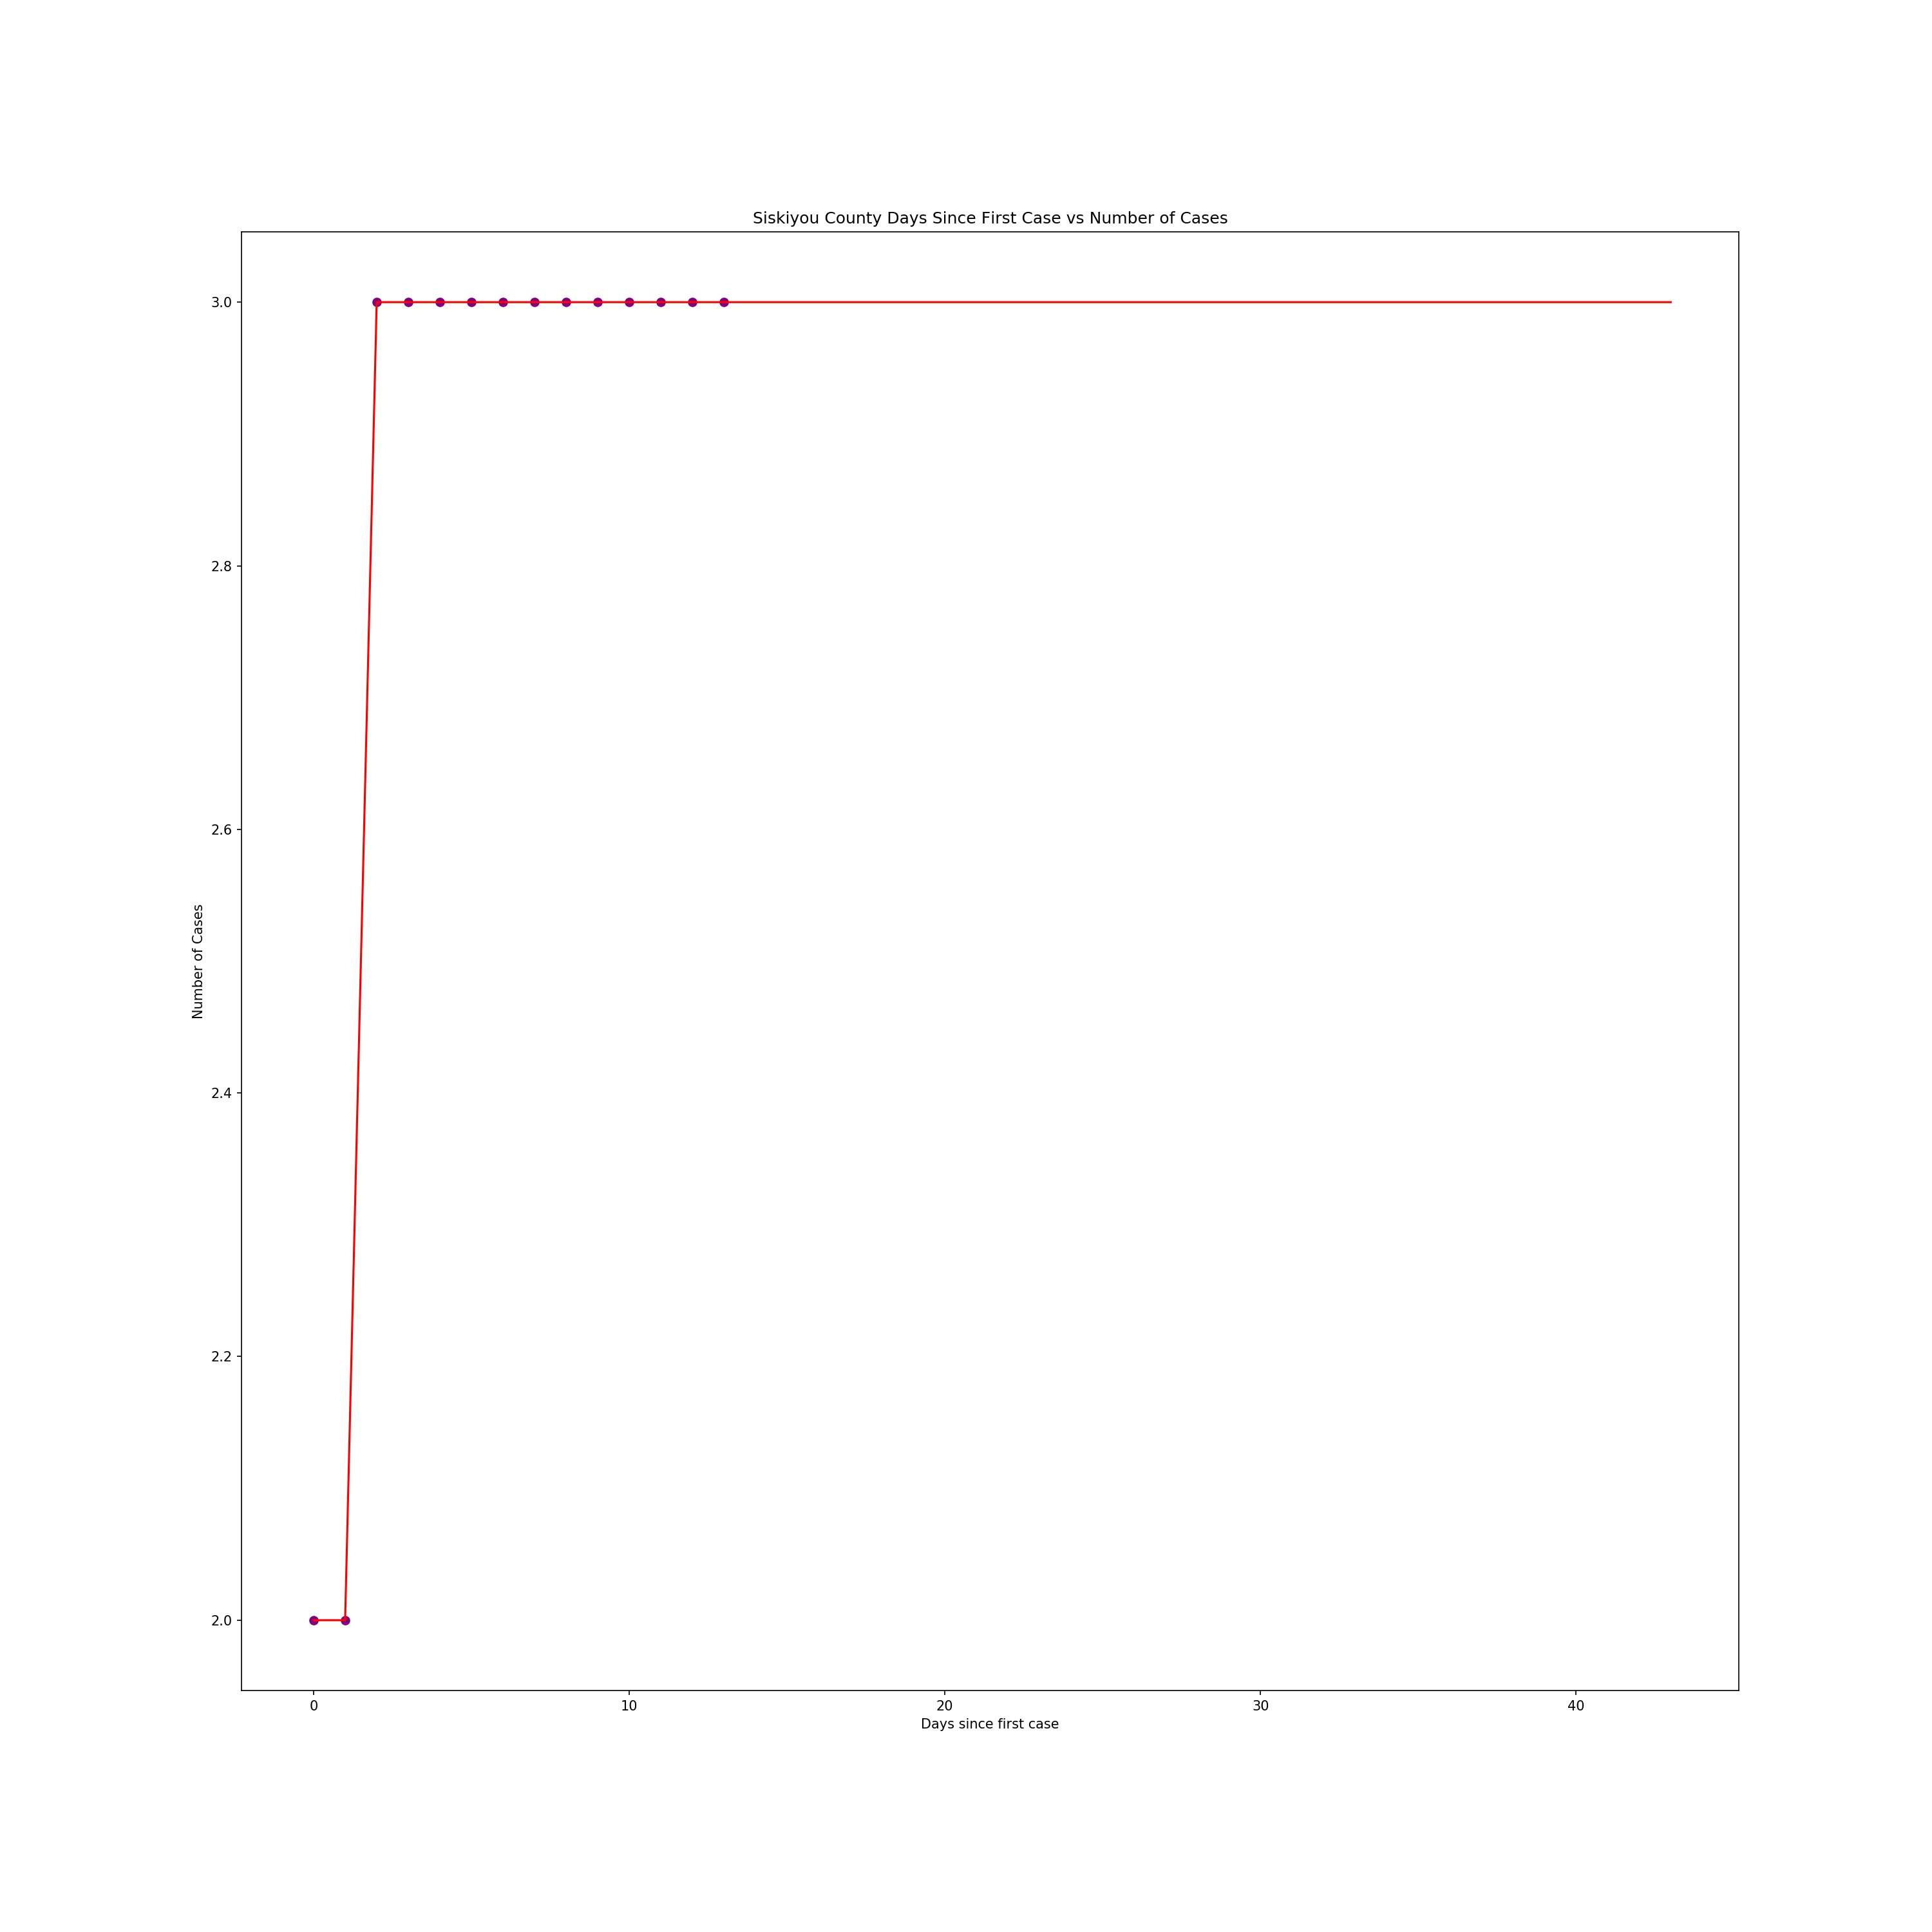 Siskiyou County Days Since First Case vs Number of Cases
3.0
2.8
2.6
2.4
2.2
2.0
Number of Cases
0 10 20 30 40
Days since first case